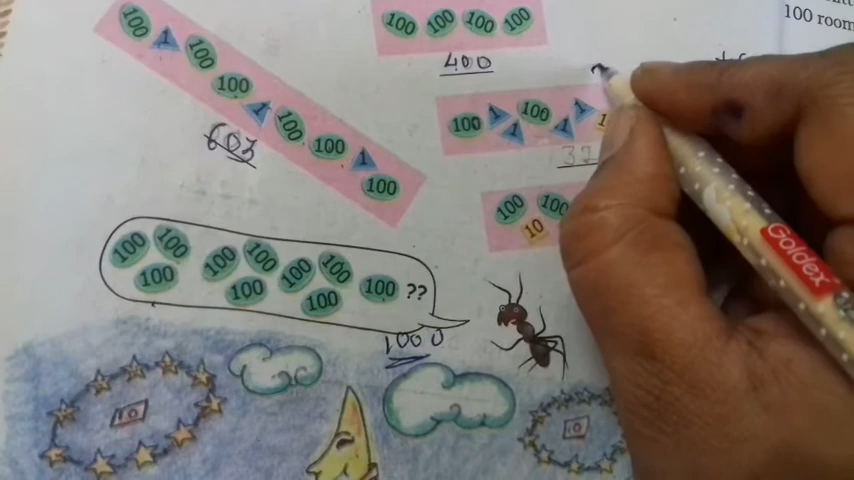 100 room
100 100 100 100
400
100 1 100 100 1 100 100 1 100
603
100 1 1 100 1 1
32
100 100
10
100 100 100 100 100 100 100 100 100 100 ??
1000
10
10
Goldex